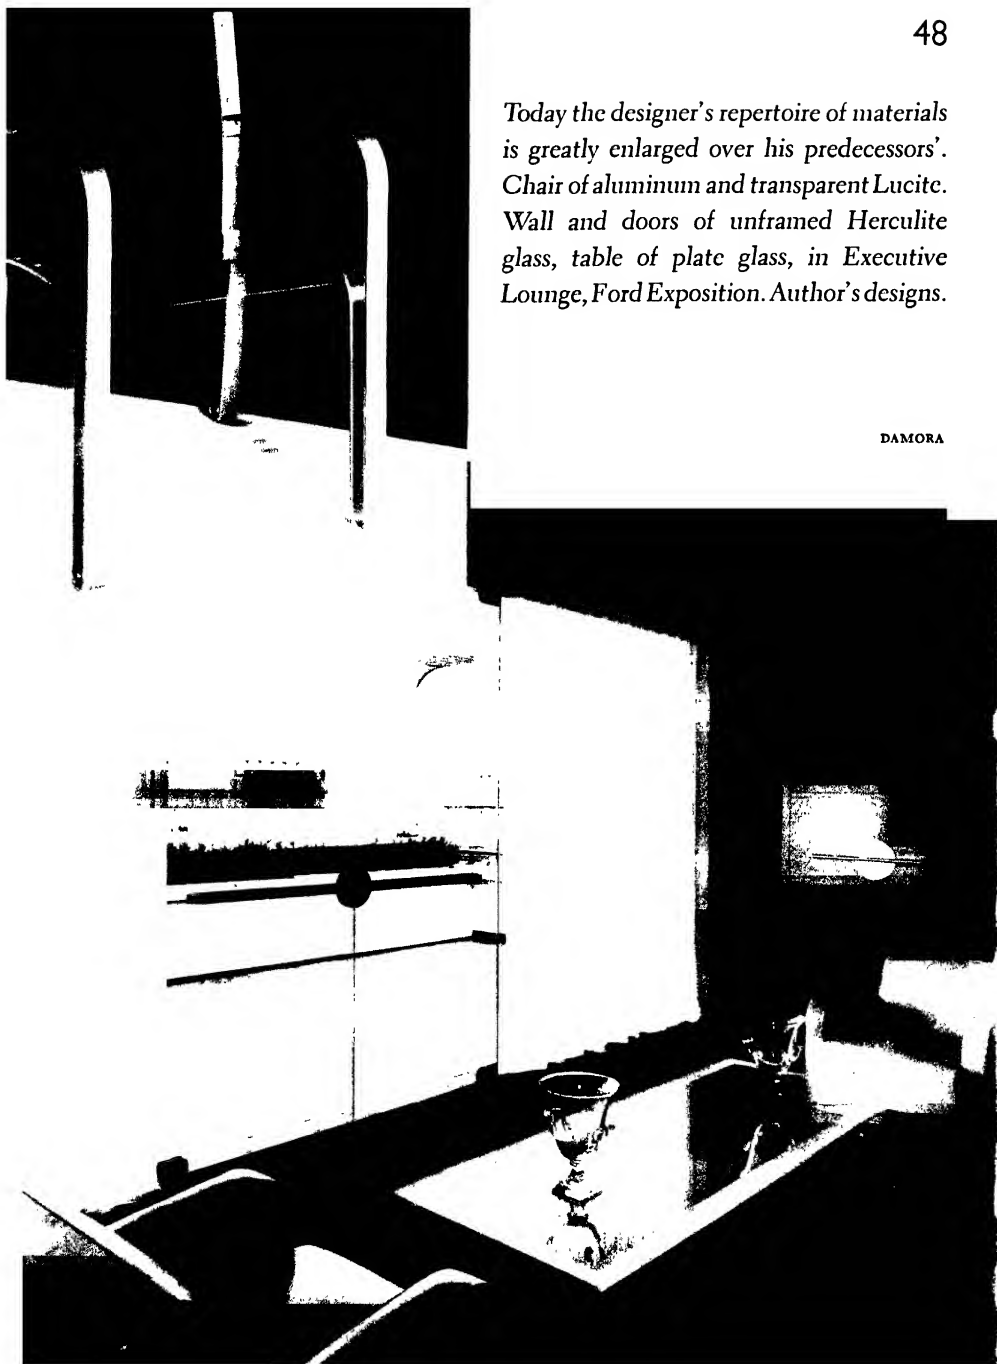 48
Today the designer's repertoire of materials
is greatly enlarged over his predecessors'.
Chair of aluminum and transparent Lucite.
Wall and doors of unframed Herculite
glass, table of plate glass, in Executive
Lounge, Ford Exposition. Author's designs.
DAMORA